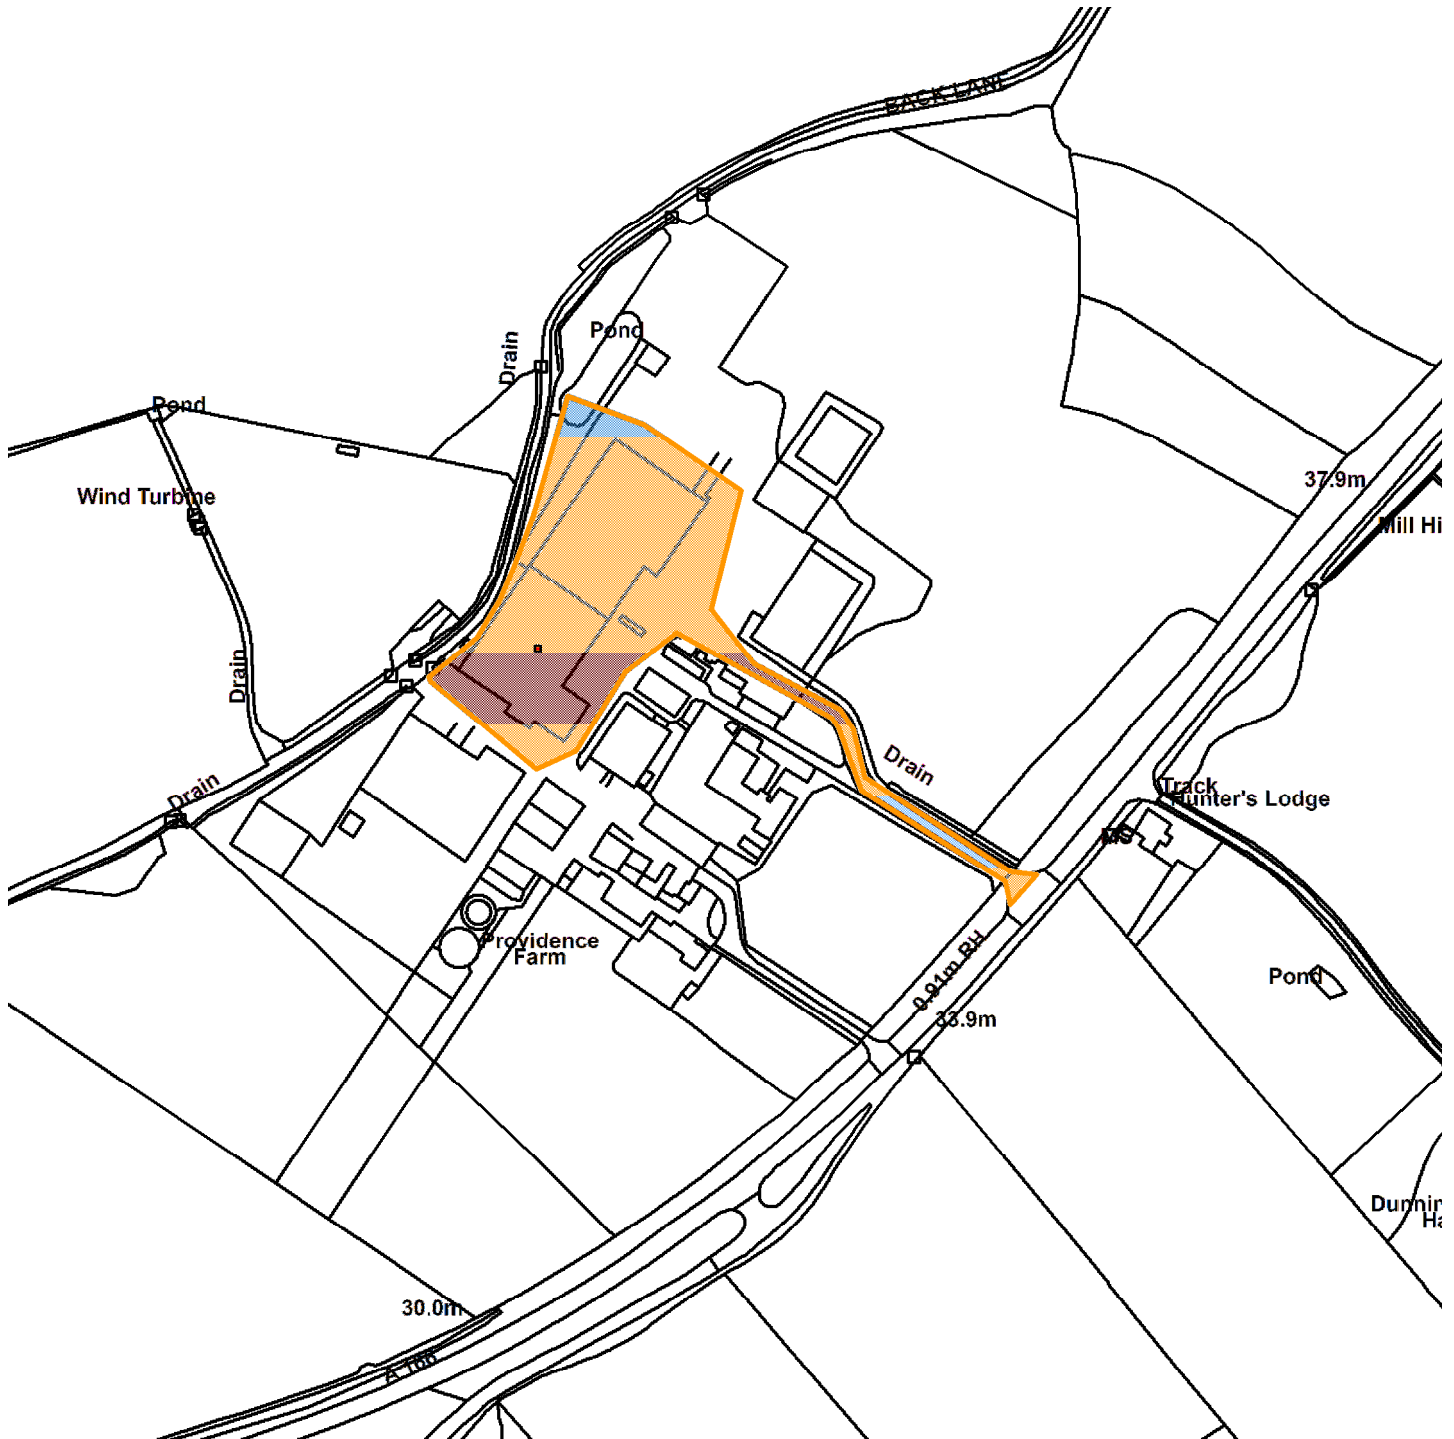 BACK LANE
Pond
Drain
Pond
37.9m
Wind Turbine
Mill Hi
Drain
Drain
Drain
Track
Hunter's Lodge
MS
Providence
Farm
0.91m RH
Pond
33.9m
Dunnin
Ha
30.0m
A 166